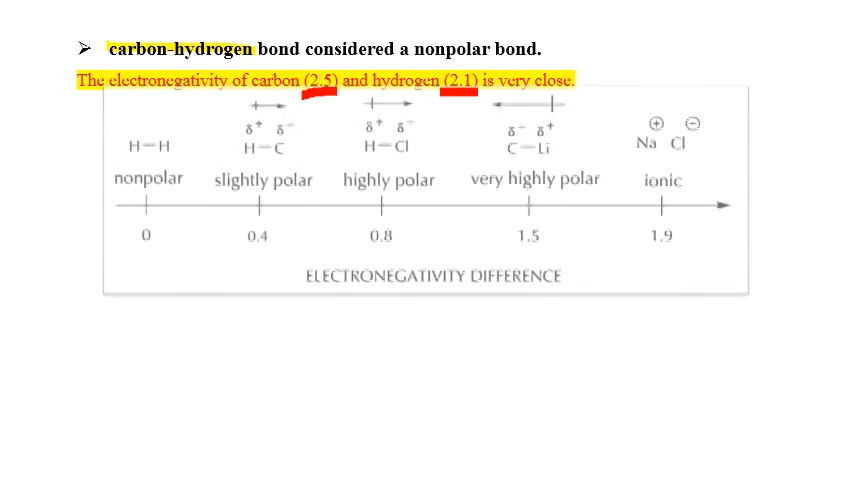 ➢ carbon-hydrogen bond considered a nonpolar bond.
The electronegativity of carbon (2.5) and hydrogen (2.1) is very close.
δ+ δ− δ+ δ− δ− δ+ ⊕ ⊖
H—H H—C H—Cl C—Li Na Cl
nonpolar slightly polar highly polar very highly polar ionic
0 0.4 0.8 1.5 1.9
ELECTRONEGATIVITY DIFFERENCE